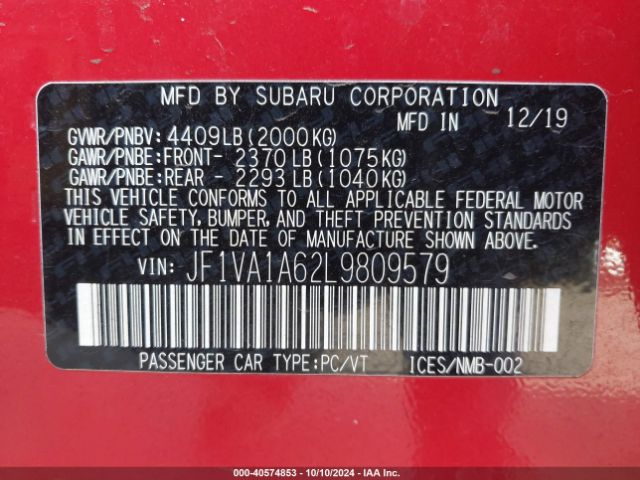 MFD BY SUBARU CORPORATION
MFD IN 12/19
GVWR/PNBV: 4409LB (2000KG)
GAWR/PNBE:FRONT- 2370 LB (1075KG)
GAWR/PNBE:REAR - 2293 LB (1040KG)
THIS VEHICLE CONFORMS TO ALL APPLICABLE FEDERAL MOTOR
VEHICLE SAFETY, BUMPER, AND THEFT PREVENTION STANDARDS
IN EFFECT ON THE DATE OF MANUFACTURE SHOWN ABOVE.
VIN: JF1VA1A62L9809579
PASSENGER CAR TYPE:PC/VT ICES/NMB-002
000-40574853 - 10/10/2024 - IAA Inc.